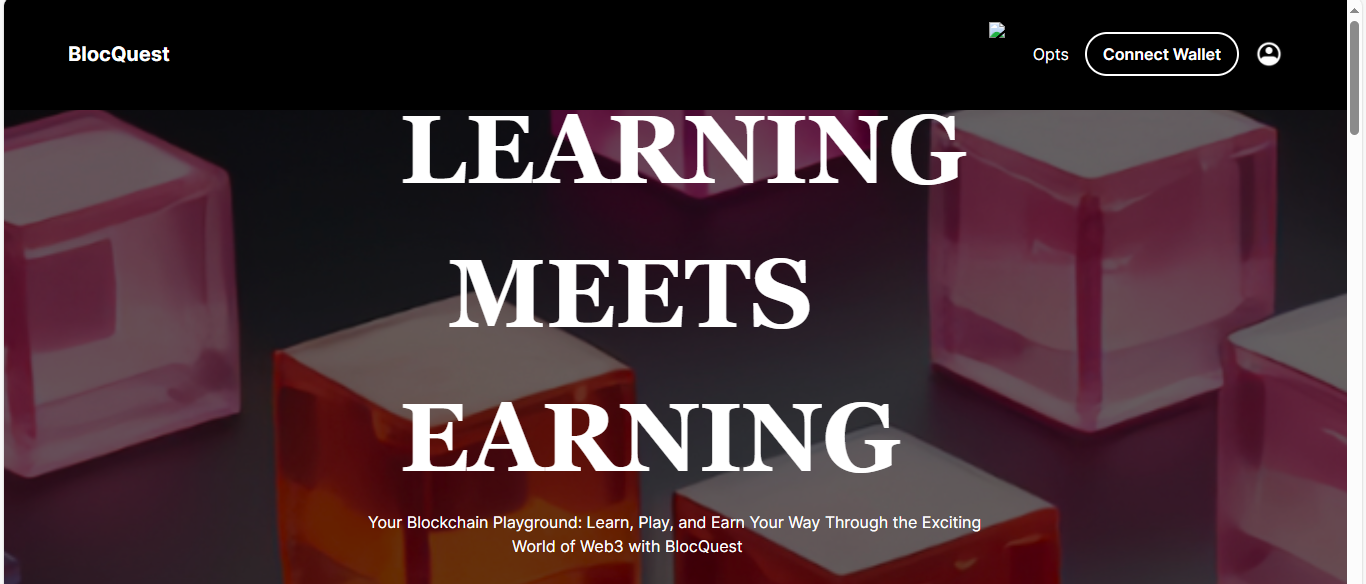 BlocQuest
Opts
Connect Wallet
LEARNING
MEETS
EARNING
Your Blockchain Playground: Learn, Play, and Earn Your Way Through the Exciting
World of Web3 with BlocQuest